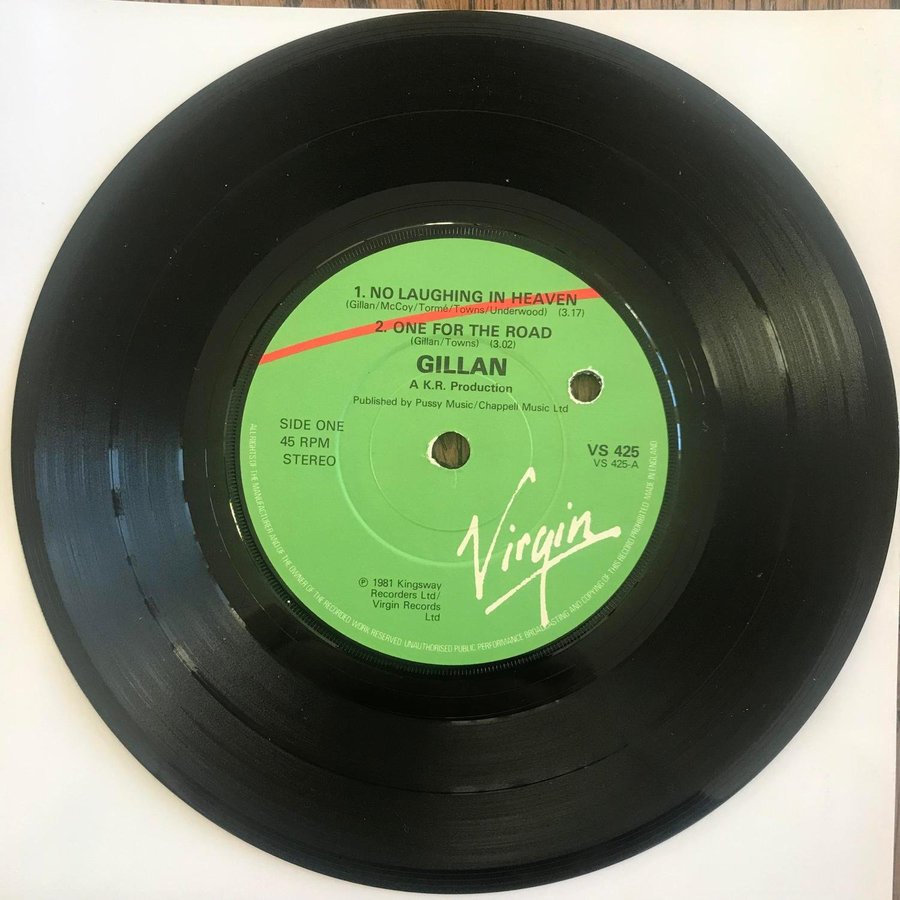 1. NO LAUGHING IN HEAVEN
(Gillan/McCoy/Tormé/Towns/Underwood) (3.17)
2. ONE FOR THE ROAD
(Gillan/Towns) (3.02)
GILLAN
A K.R. Production
Published by Pussy Music/Chappell Music Ltd
SIDE ONE
45 RPM
STEREO
VS 425
VS 425-A
Virgin
℗ 1981 Kingsway
Recorders Ltd/
Virgin Records
Ltd
ALL RIGHTS OF THE MANUFACTURER AND OF THE OWNER OF THE RECORDED WORK RESERVED. UNAUTHORISED PUBLIC PERFORMANCE BROADCASTING AND COPYING OF THIS RECORD PROHIBITED. MADE IN ENGLAND